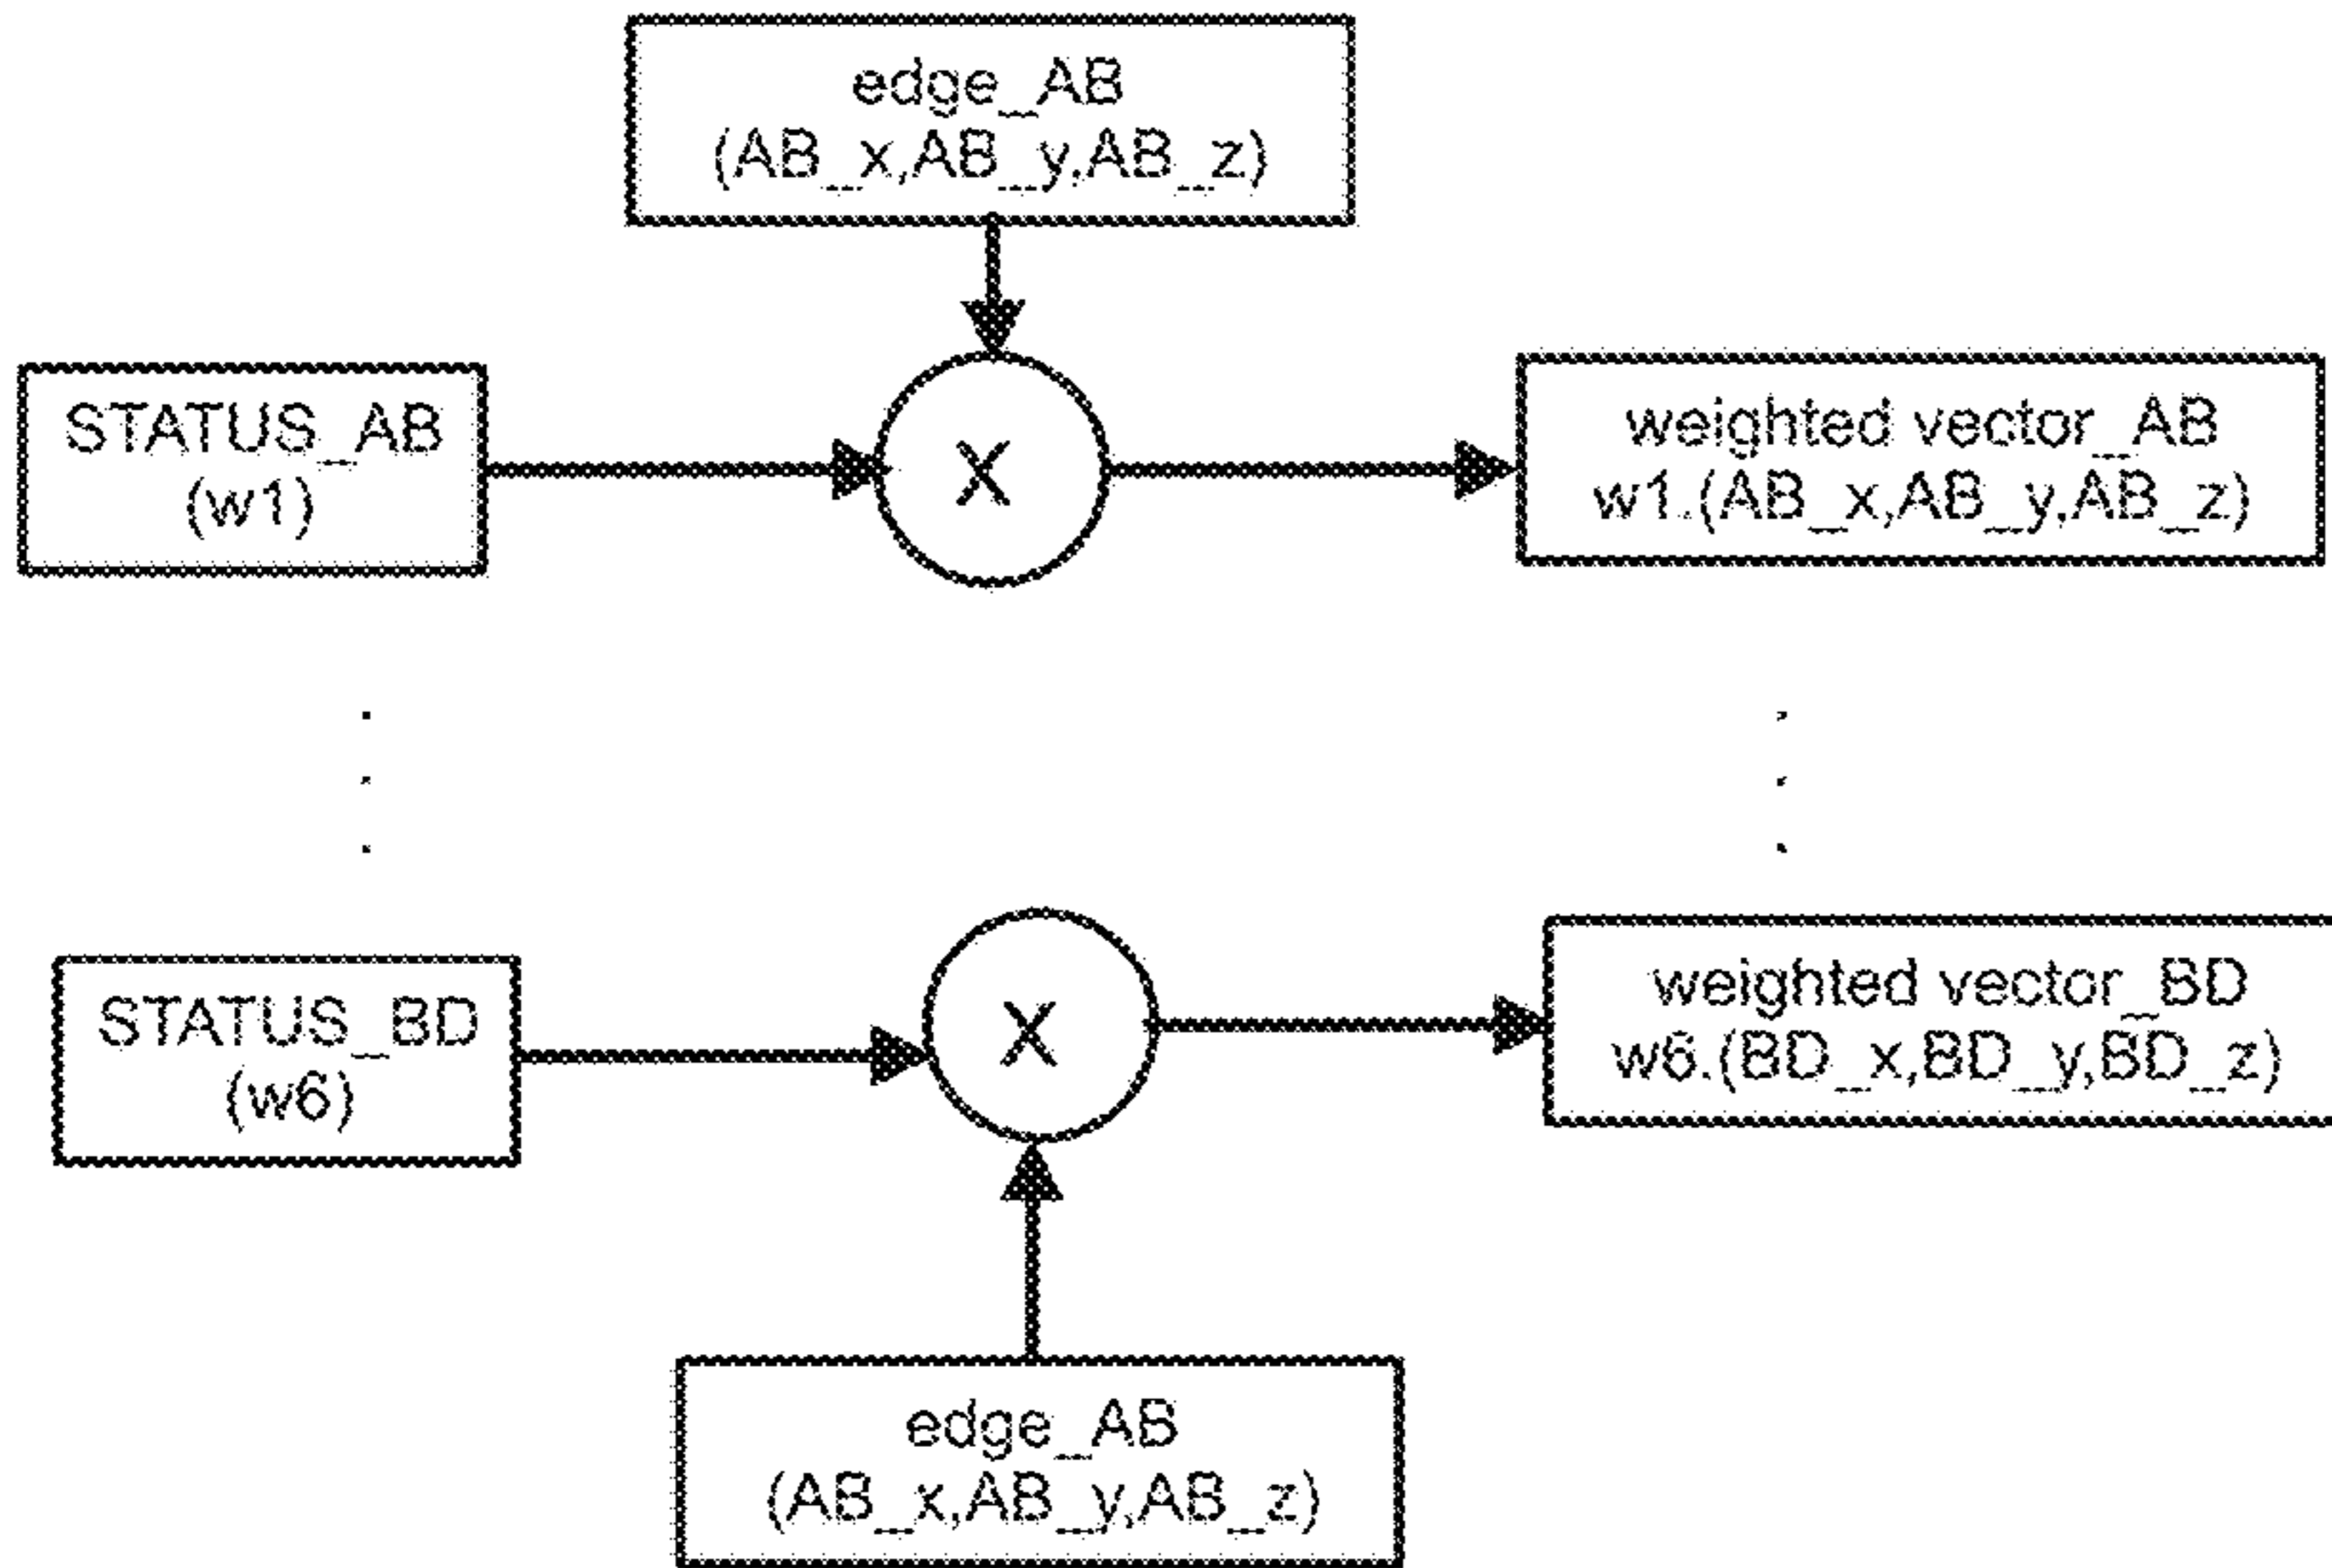 edge_AB
(AB_x,AB_y,AB_z)
STATUS_AB
(w1)
X
weighted vector_AB
w1.(AB_x,AB_y,AB_z)
STATUS_BD
(w6)
X
weighted vector_BD
w6.(BD_x,BD_y,BD_z)
edge_AB
(AB_x,AB_y,AB_z)